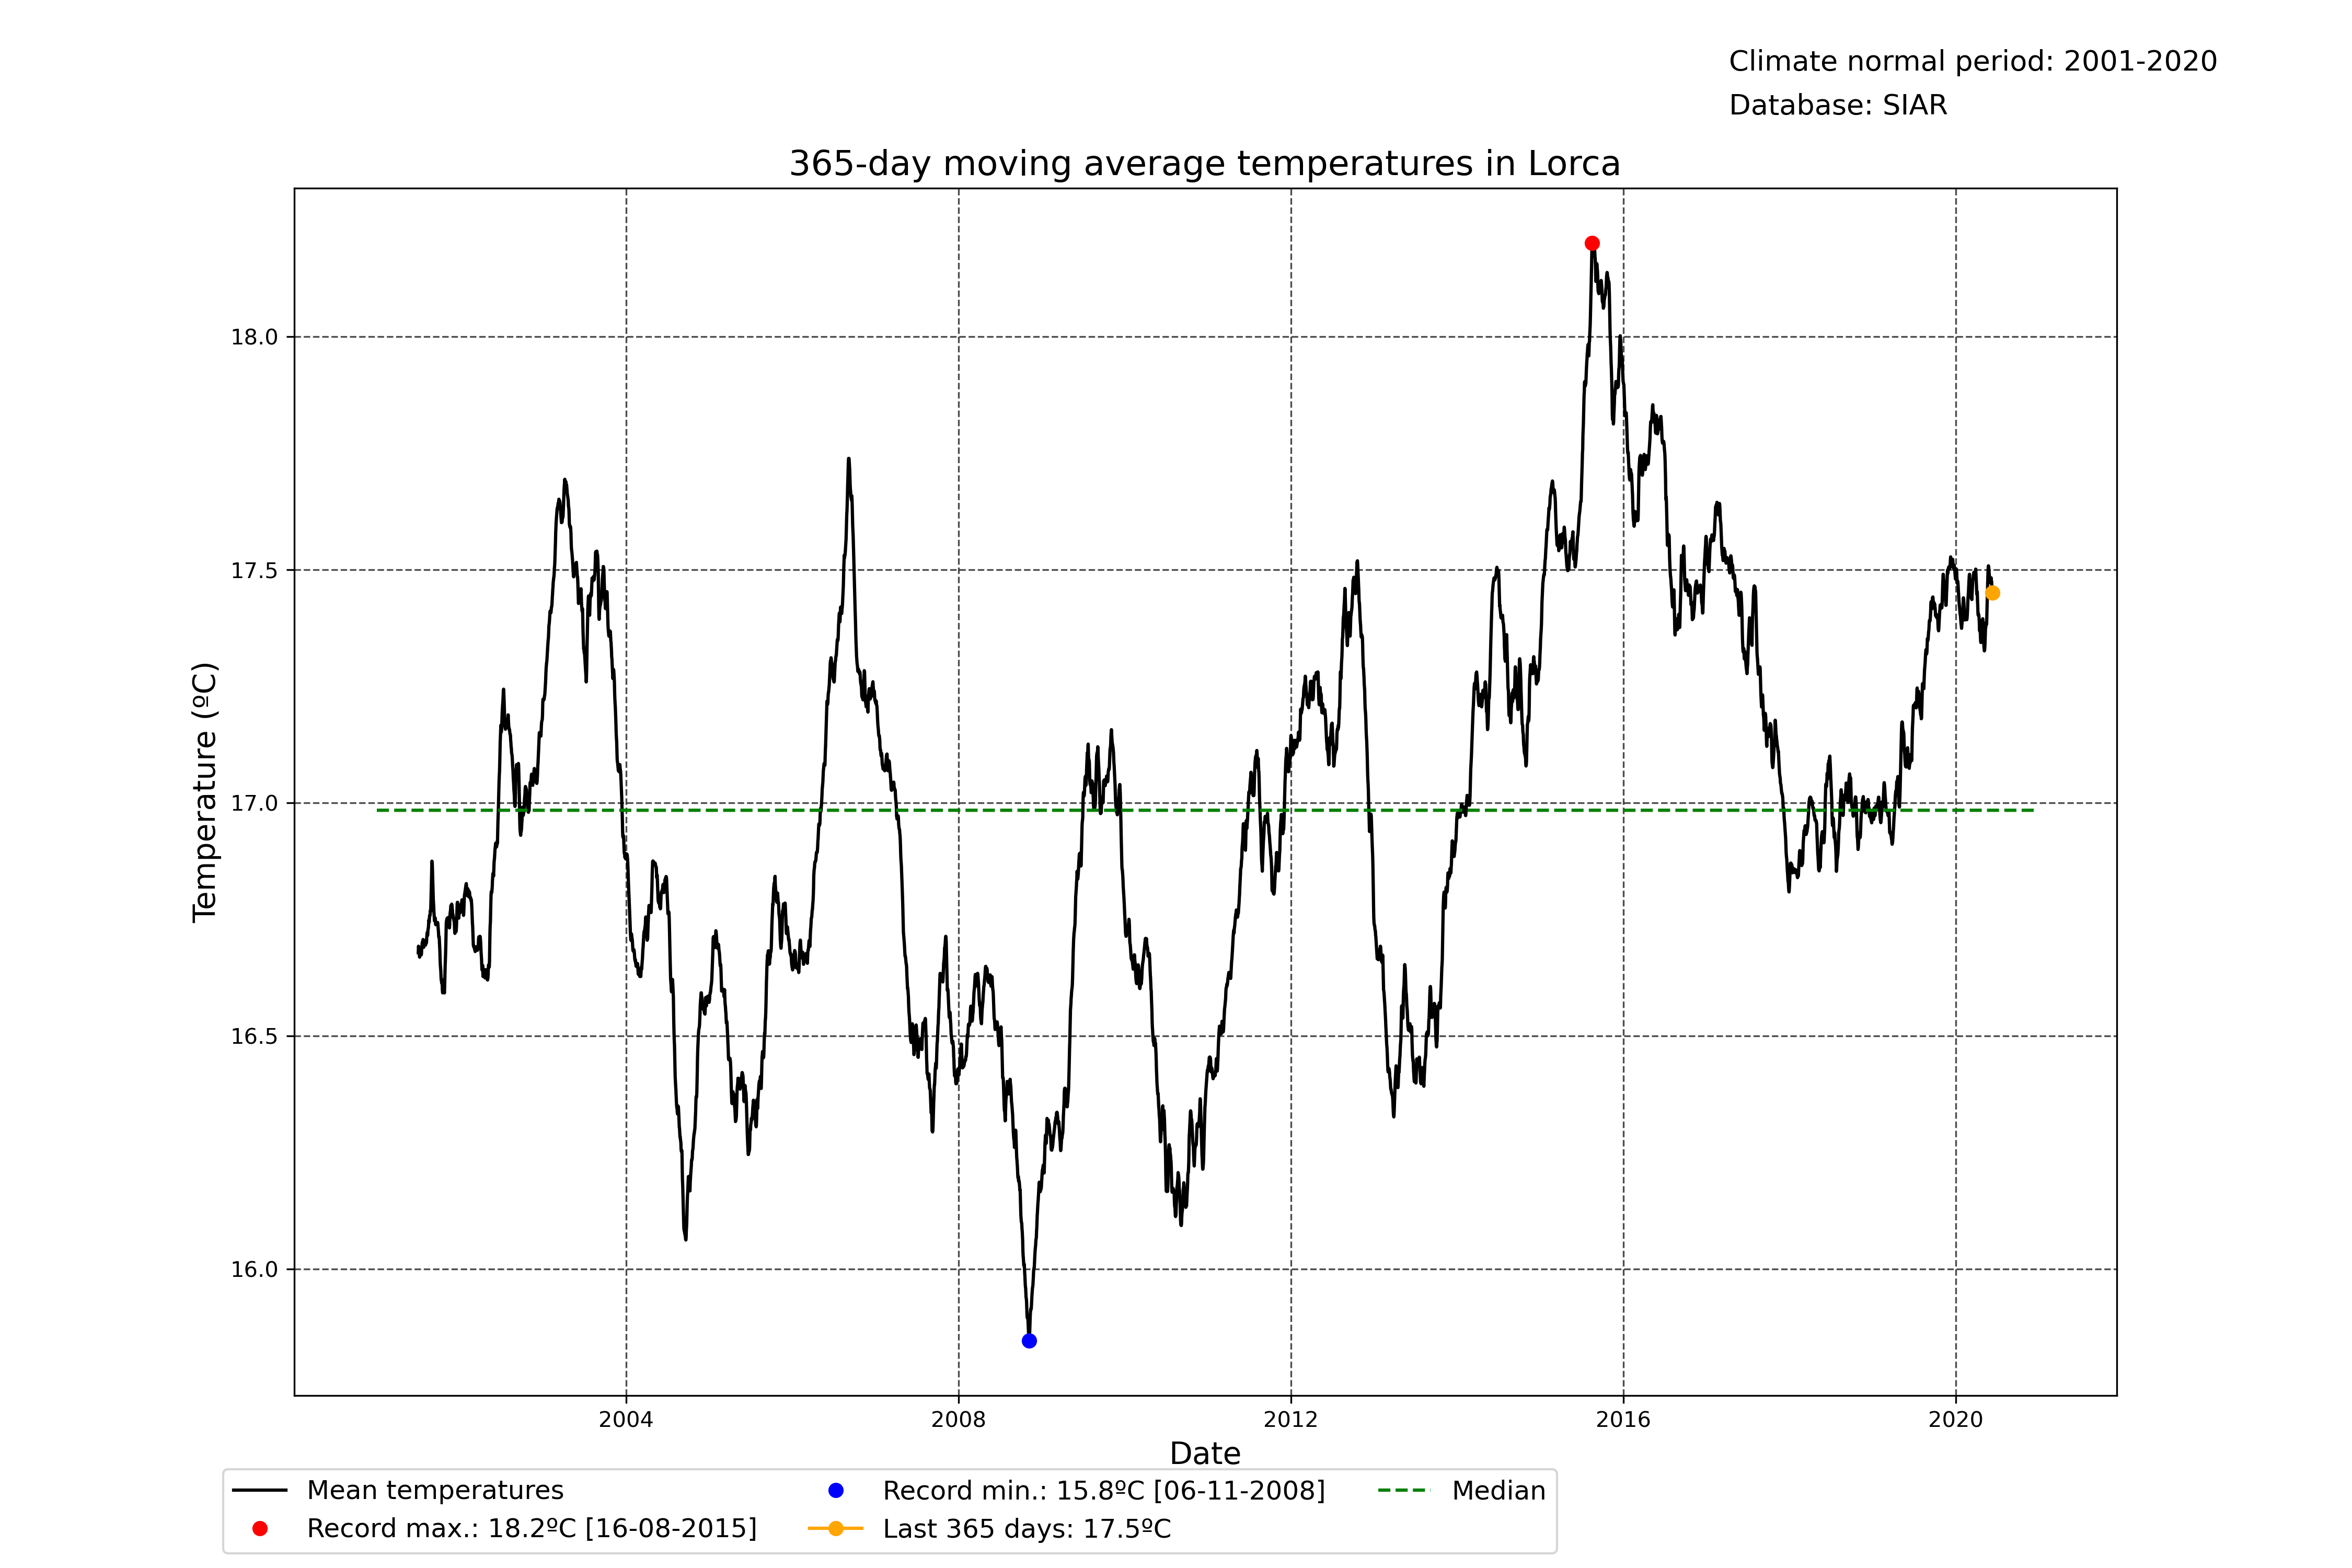 Climate normal period: 2001-2020
Database: SIAR
365-day moving average temperatures in Lorca
Temperature (ºC)
18.0
17.5
17.0
16.5
16.0
2004
2008
2012
2016
2020
Date
Mean temperatures
Record max.: 18.2ºC [16-08-2015]
Record min.: 15.8ºC [06-11-2008]
Last 365 days: 17.5ºC
Median